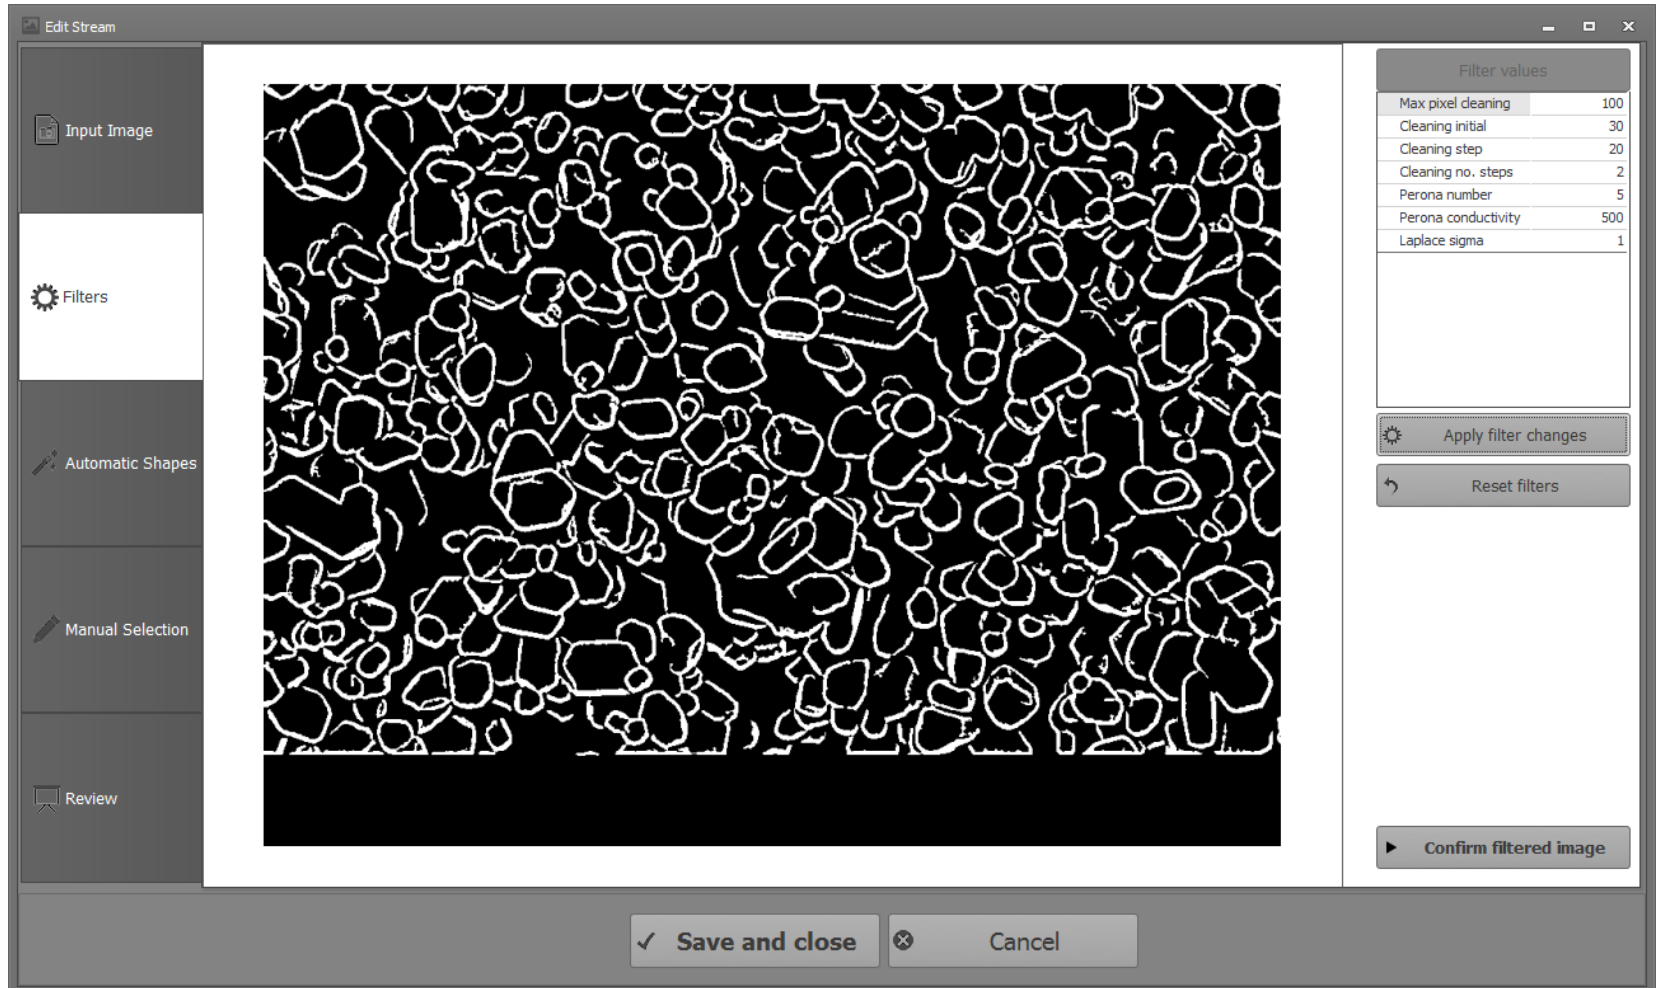 Edit Stream
Input Image
Filters
Automatic Shapes
Manual Selection
Review
Filter values
Max pixel cleaning 100
Cleaning initial 30
Cleaning step 20
Cleaning no. steps 2
Perona number 5
Perona conductivity 500
Laplace sigma 1
Apply filter changes
Reset filters
Confirm filtered image
Save and close
Cancel